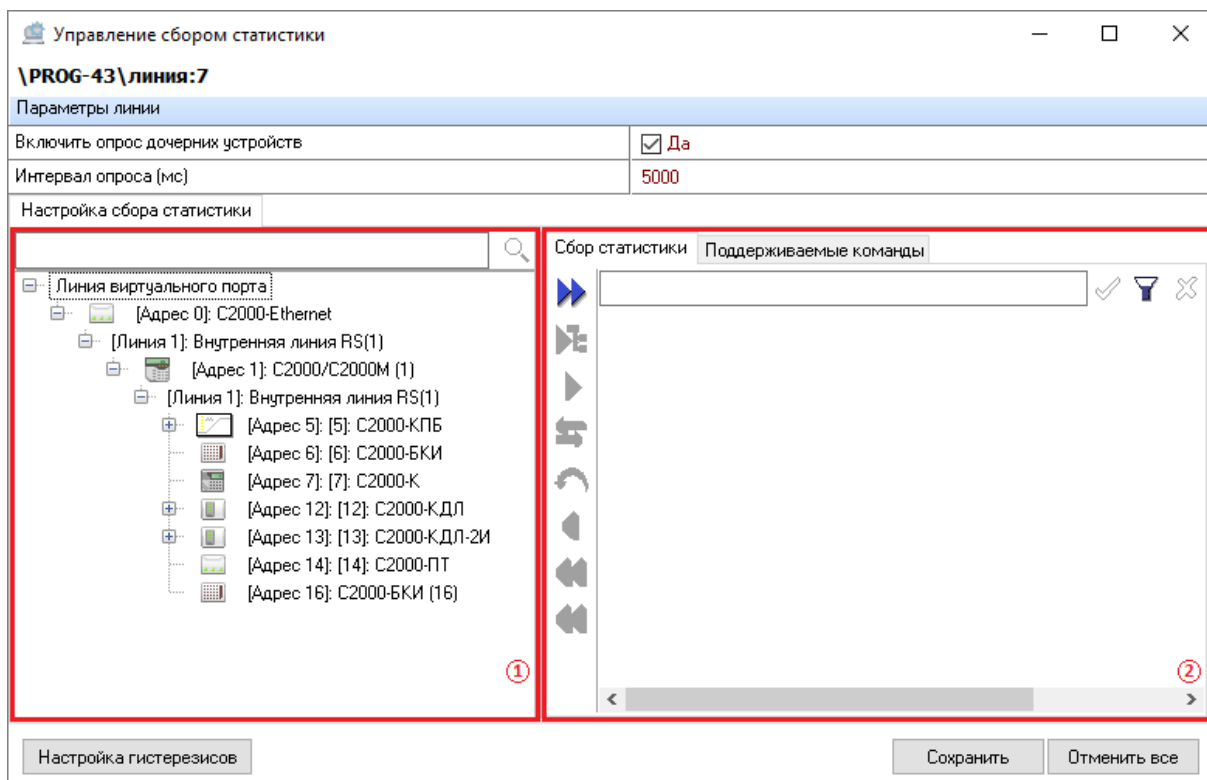 Управление сбором статистики
\PROG-43\линия:7
Параметры линии
Включить опрос дочерних устройств Да
Интервал опроса (мс) 5000
Настройка сбора статистики
Сбор статистики Поддерживаемые команды
Линия виртуального порта
[Адрес 0]: С2000-Ethernet
[Линия 1]: Внутренняя линия RS(1)
[Адрес 1]: С2000/С2000М (1)
[Линия 1]: Внутренняя линия RS(1)
[Адрес 5]: [5]: С2000-КПБ
[Адрес 6]: [6]: С2000-БКИ
[Адрес 7]: [7]: С2000-К
[Адрес 12]: [12]: С2000-КДЛ
[Адрес 13]: [13]: С2000-КДЛ-2И
[Адрес 14]: [14]: С2000-ПТ
[Адрес 16]: С2000-БКИ (16)
① ②
Настройка гистерезисов Сохранить Отменить все